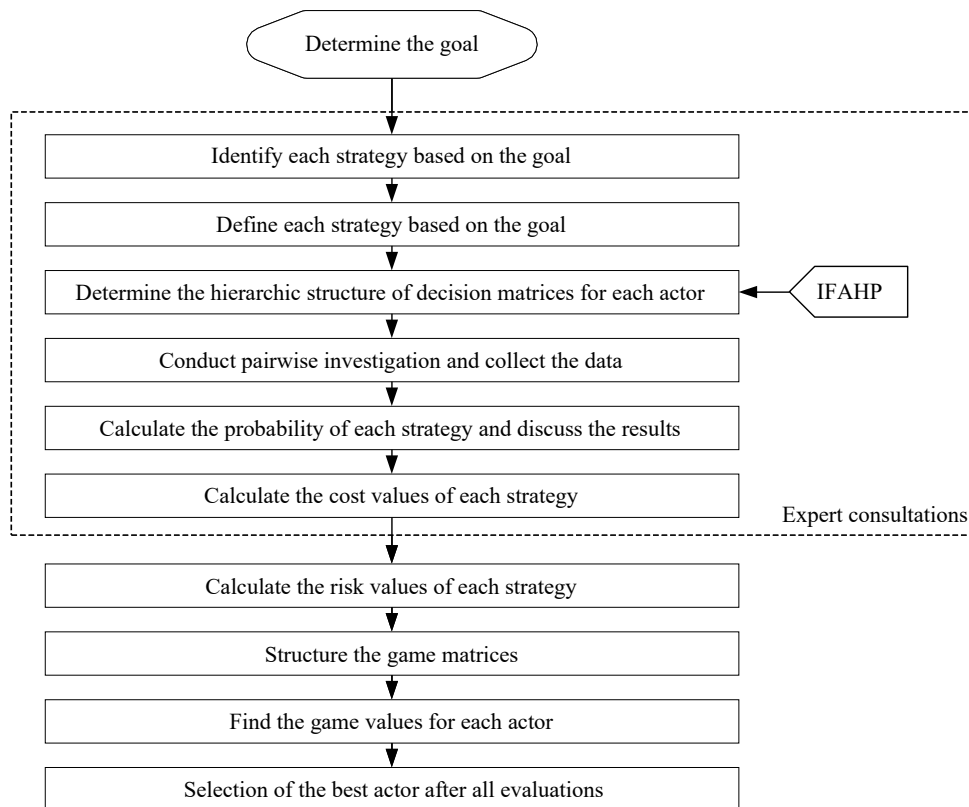 Determine the goal
Identify each strategy based on the goal
Define each strategy based on the goal
Determine the hierarchic structure of decision matrices for each actor
IFAHP
Conduct pairwise investigation and collect the data
Calculate the probability of each strategy and discuss the results
Calculate the cost values of each strategy
Expert consultations
Calculate the risk values of each strategy
Structure the game matrices
Find the game values for each actor
Selection of the best actor after all evaluations